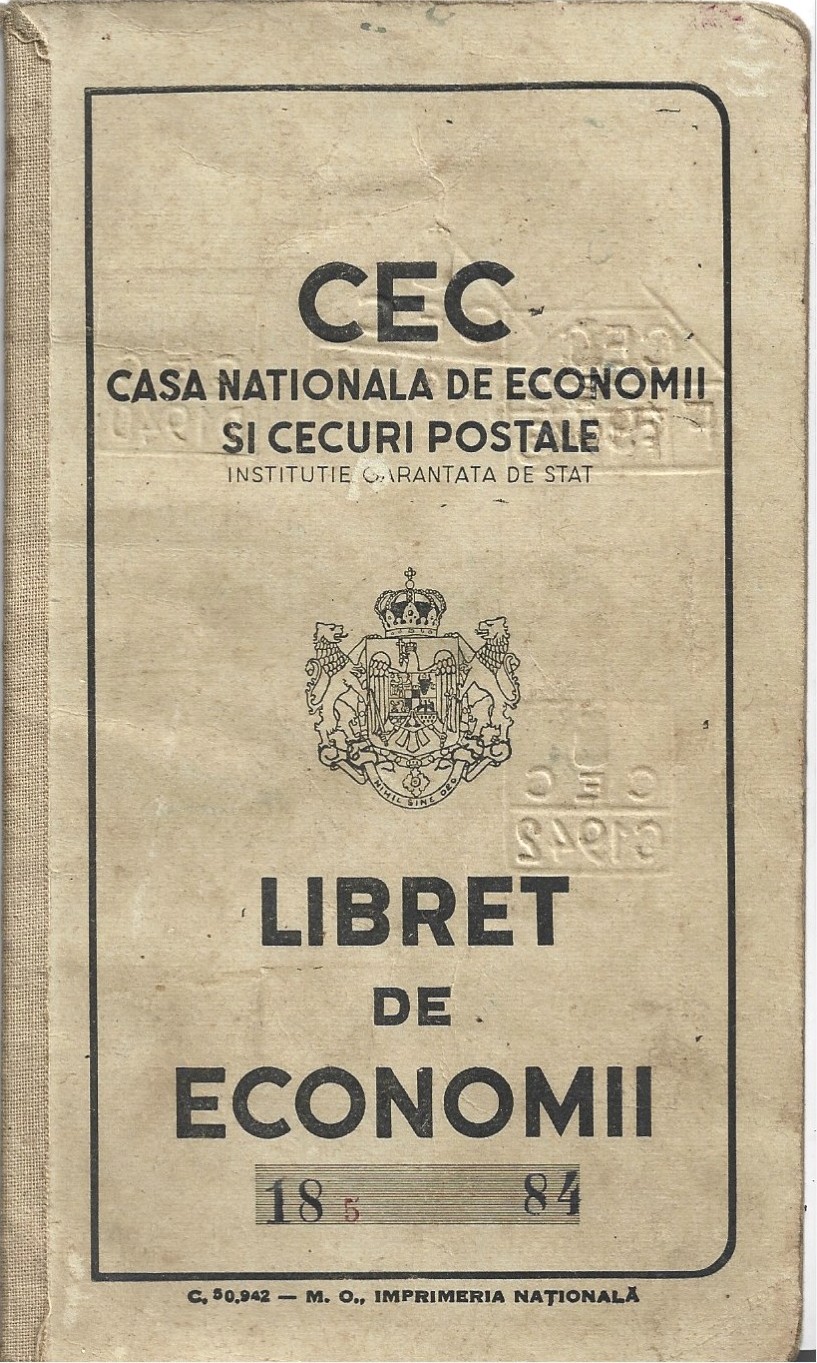 CEC
CASA NATIONALA DE ECONOMII
SI CECURI POSTALE
INSTITUTIE GARANTATA DE STAT
NIHIL SINE DEO
LIBRET
DE
ECONOMII
18 5 84
C. 50.942 — M. O., IMPRIMERIA NAȚIONALĂ